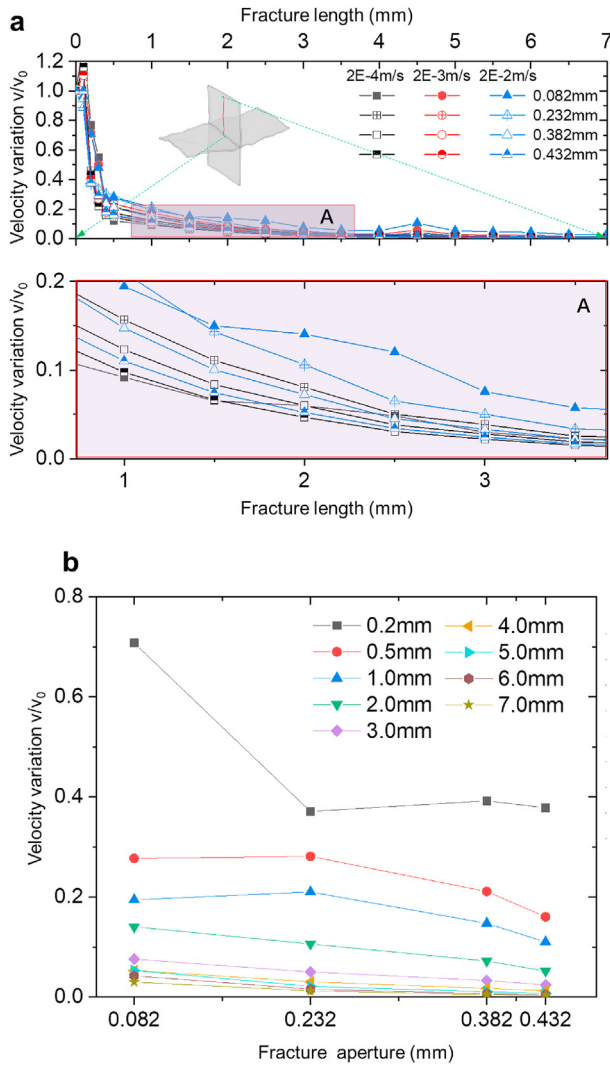 a
Fracture length (mm)
0 1 2 3 4 5 6 7
Velocity variation v/v0
1.2
1.0
0.8
0.6
0.4
0.2
0.0
2E-4m/s 2E-3m/s 2E-2m/s
0.082mm
0.232mm
0.382mm
0.432mm
A
Velocity variation v/v0
0.2
0.1
0.0
A
1 2 3
Fracture length (mm)
b
Velocity variation v/v0
0.8
0.6
0.4
0.2
0.0
0.2mm 4.0mm
0.5mm 5.0mm
1.0mm 6.0mm
2.0mm 7.0mm
3.0mm
0.082 0.232 0.382 0.432
Fracture aperture (mm)